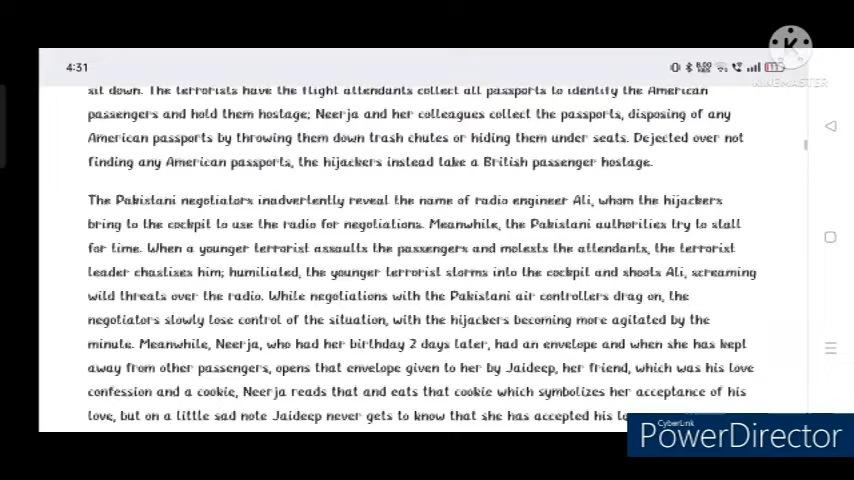 4:31
KINEMASTER
sit down. The terrorists have the flight attendants collect all passports to identify the American
passengers and hold them hostage; Neerja and her colleagues collect the passports, disposing of any
American passports by throwing them down trash chutes or hiding them under seats. Dejected over not
finding any American passports, the hijackers instead take a British passenger hostage.
The Pakistani negotiators inadvertently reveal the name of radio engineer Ali, whom the hijackers
bring to the cockpit to use the radio for negotiations. Meanwhile, the Pakistani authorities try to stall
for time. When a younger terrorist assaults the passengers and molests the attendants, the terrorist
leader chastises him; humiliated, the younger terrorist storms into the cockpit and shoots Ali, screaming
wild threats over the radio. While negotiations with the Pakistani air controllers drag on, the
negotiators slowly lose control of the situation, with the hijackers becoming more agitated by the
minute. Meanwhile, Neerja, who had her birthday 2 days later, had an envelope and when she has kept
away from other passengers, opens that envelope given to her by Jaideep, her friend, which was his love
confession and a cookie, Neerja reads that and eats that cookie which symbolizes her acceptance of his
love, but on a little sad note Jaideep never gets to know that she has accepted his
CyberLink
PowerDirector